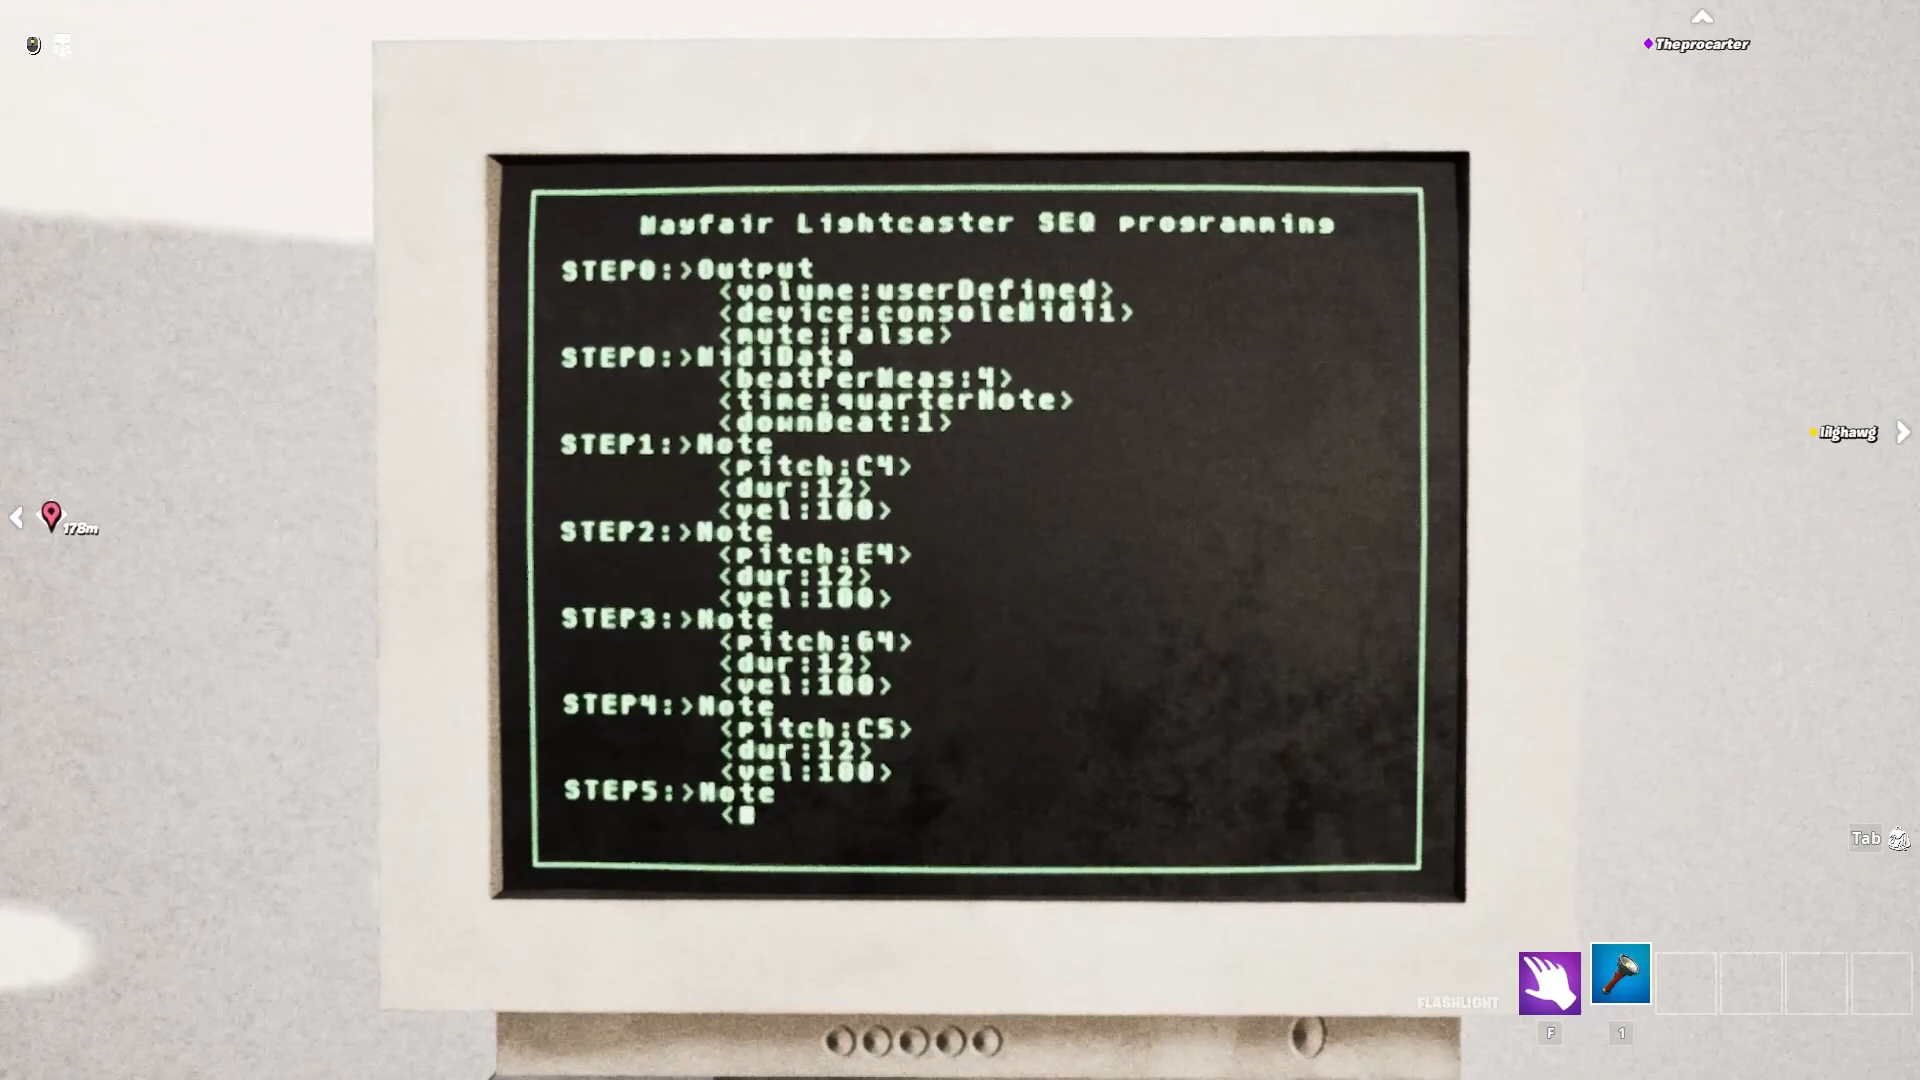 Theprocarter
Mayfair Lightcaster SEQ programming
STEP0:>Output
<volume:userDefined>
<device:consoleMidi1>
<mute:false>
STEP0:>MidiData
<beatPerMeas:4>
<time:quarterNote>
<downBeat:1>
STEP1:>Note
<pitch:C4>
<dur:12>
<vel:100>
STEP2:>Note
<pitch:E4>
<dur:12>
<vel:100>
STEP3:>Note
<pitch:G4>
<dur:12>
<vel:100>
STEP4:>Note
<pitch:C5>
<dur:12>
<vel:100>
STEP5:>Note
<
lilghawg
178m
Tab
FLASHLIGHT
F
1